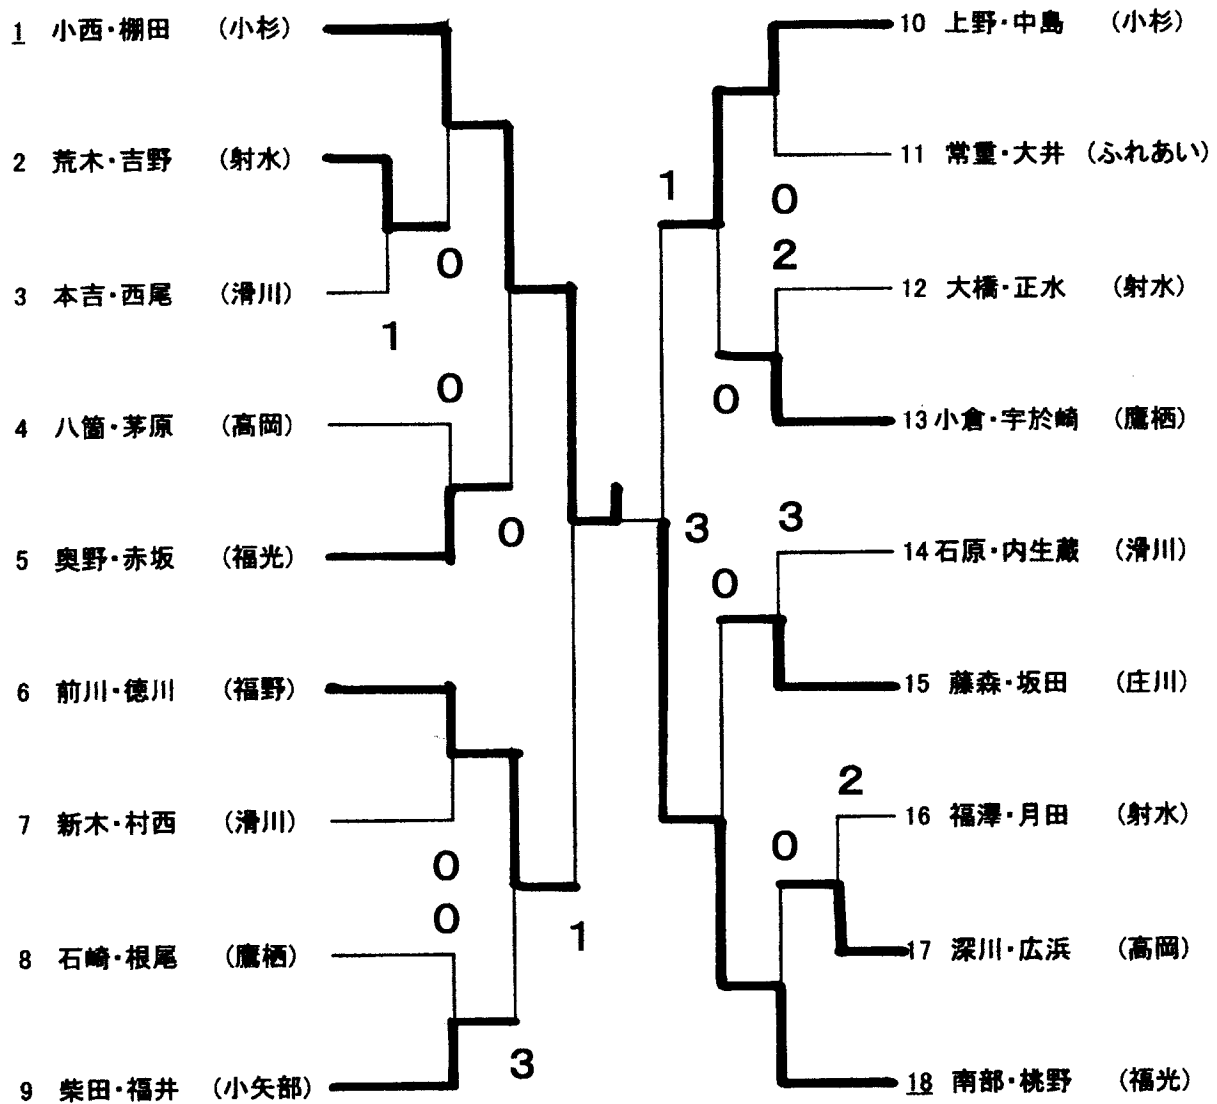 1 小西・棚田 (小杉)
2 荒木・吉野 (射水)
0
3 本吉・西尾 (滑川)
1
0
4 八箇・茅原 (高岡)
0
5 奥野・赤坂 (福光)
6 前川・徳川 (福野)
7 新木・村西 (滑川)
0
0
8 石崎・根尾 (鷹栖)
1
3
9 柴田・福井 (小矢部)
10 上野・中島 (小杉)
11 常重・大井 (ふれあい)
1
0
2
12 大橋・正水 (射水)
0
13 小倉・宇於崎 (鷹栖)
3
3
14 石原・内生蔵 (滑川)
0
15 藤森・坂田 (庄川)
2
16 福澤・月田 (射水)
0
17 深川・広浜 (高岡)
18 南部・桃野 (福光)